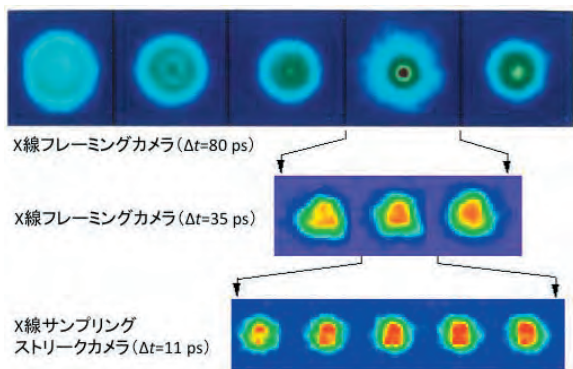 X線フレーミングカメラ(Δt=80 ps)
X線フレーミングカメラ(Δt=35 ps)
X線サンプリング
ストリークカメラ(Δt=11 ps)